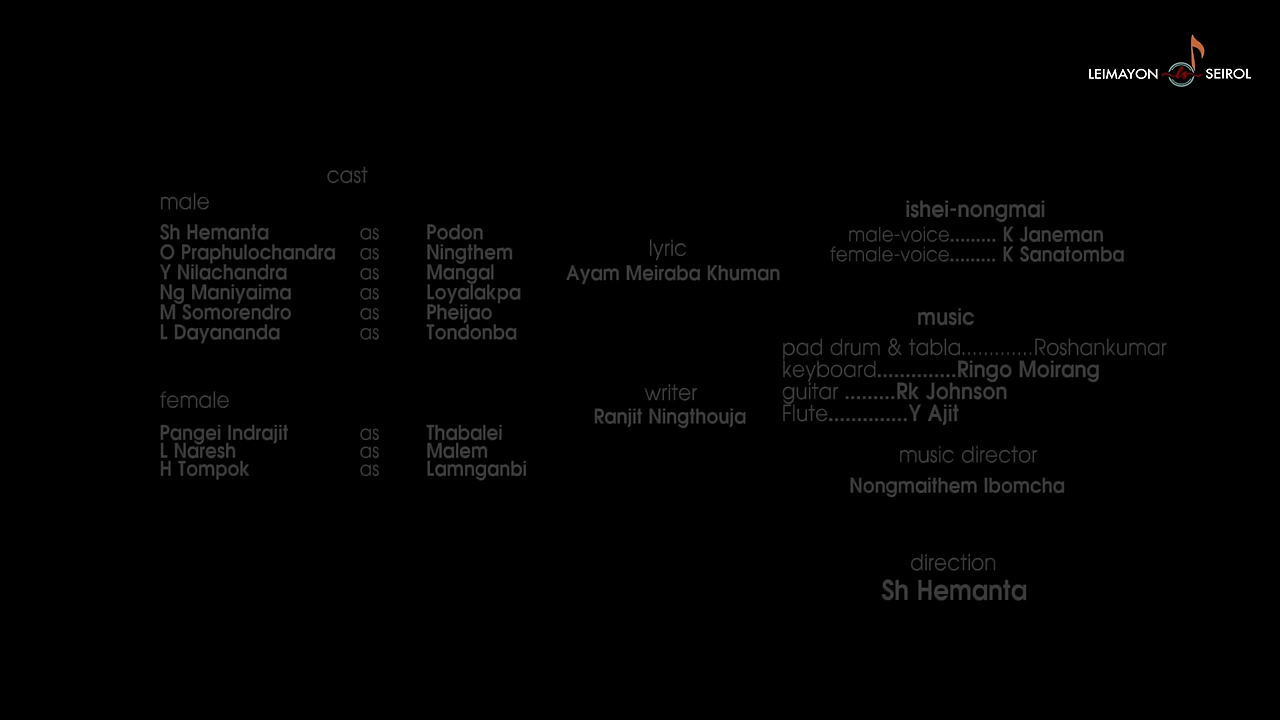 LEIMAYON ls SEIROL
cast
male
Sh Hemanta as Podon
O Praphulochandra as Ningthem
Y Nilachandra as Mangal
Ng Maniyaima as Loyalakpa
M Somorendro as Pheijao
L Dayananda as Tondonba
female
Pangei Indrajit as Thabalei
L Naresh as Malem
H Tompok as Lamnganbi
lyric
Ayam Meiraba Khuman
writer
Ranjit Ningthouja
ishei-nongmai
male-voice......... K Janeman
female-voice......... K Sanatomba
music
pad drum & tabla.............Roshankumar
keyboard..............Ringo Moirang
guitar .........Rk Johnson
Flute..............Y Ajit
music director
Nongmaithem Ibomcha
direction
Sh Hemanta